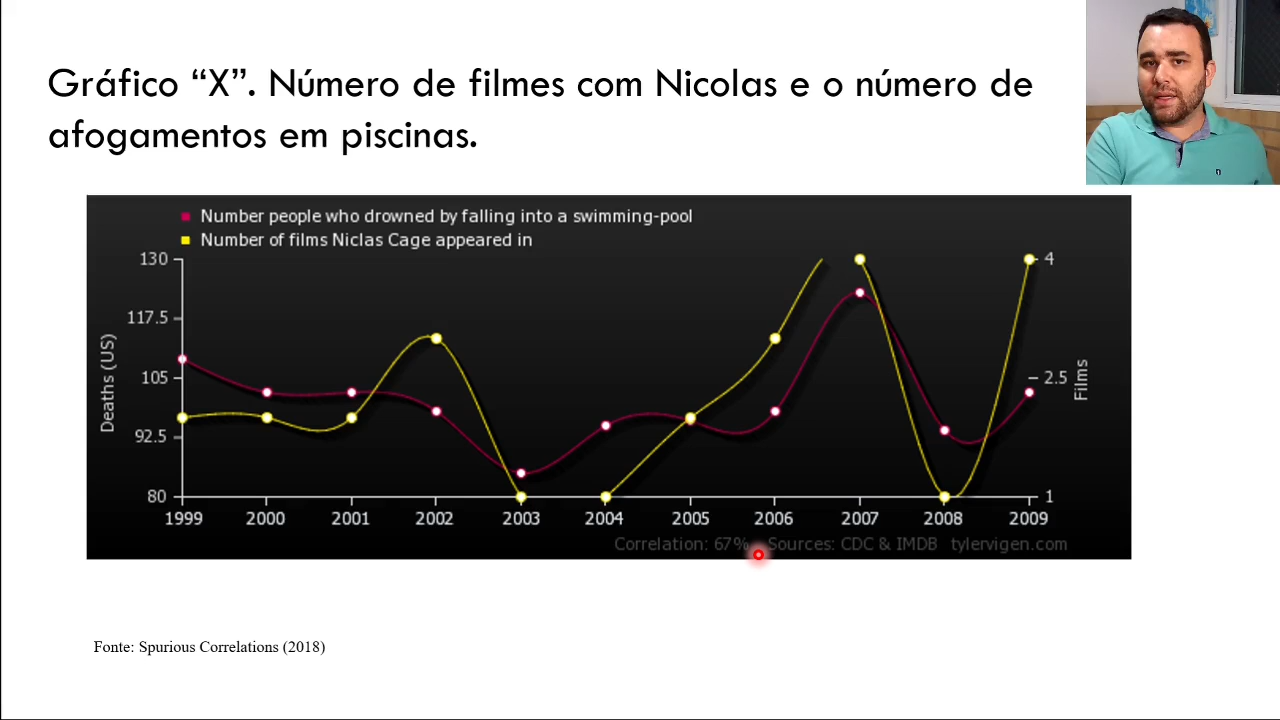 Gráfico “X”. Número de filmes com Nicolas e o número de
afogamentos em piscinas.
Number people who drowned by falling into a swimming-pool
Number of films Niclas Cage appeared in
130
117.5
105
92.5
80
Deaths (US)
4
2.5
1
Films
1999 2000 2001 2002 2003 2004 2005 2006 2007 2008 2009
Correlation: 67% Sources: CDC & IMDB tylervigen.com
Fonte: Spurious Correlations (2018)